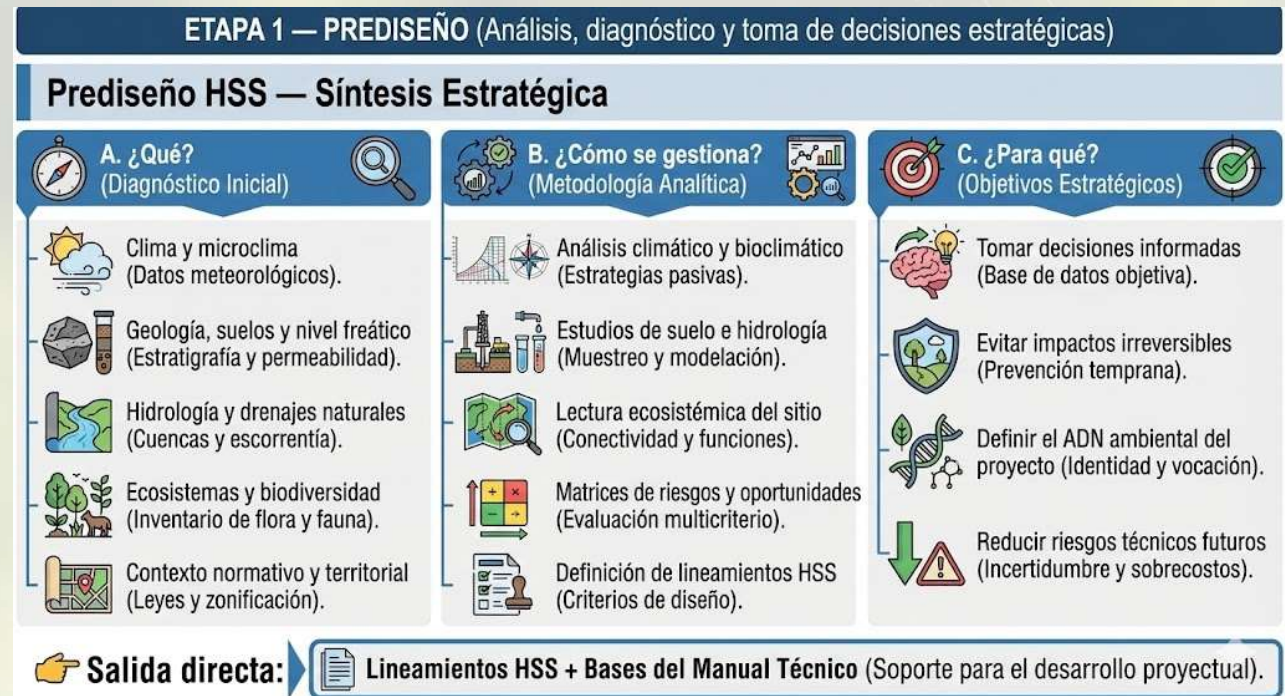 ETAPA 1 — PREDISEÑO (Análisis, diagnóstico y toma de decisiones estratégicas)
Prediseño HSS — Síntesis Estratégica
A. ¿Qué?
(Diagnóstico Inicial)
Clima y microclima
(Datos meteorológicos).
Geología, suelos y nivel freático
(Estratigrafía y permeabilidad).
Hidrología y drenajes naturales
(Cuencas y escorrentía).
Ecosistemas y biodiversidad
(Inventario de flora y fauna).
Contexto normativo y territorial
(Leyes y zonificación).
B. ¿Cómo se gestiona?
(Metodología Analítica)
Análisis climático y bioclimático
(Estrategias pasivas).
Estudios de suelo e hidrología
(Muestreo y modelación).
Lectura ecosistémica del sitio
(Conectividad y funciones).
Matrices de riesgos y oportunidades
(Evaluación multicriterio).
Definición de lineamientos HSS
(Criterios de diseño).
C. ¿Para qué?
(Objetivos Estratégicos)
Tomar decisiones informadas
(Base de datos objetiva).
Evitar impactos irreversibles
(Prevención temprana).
Definir el ADN ambiental del
proyecto (Identidad y vocación).
Reducir riesgos técnicos futuros
(Incertidumbre y sobrecostos).
Salida directa:
Lineamientos HSS + Bases del Manual Técnico (Soporte para el desarrollo proyectual).